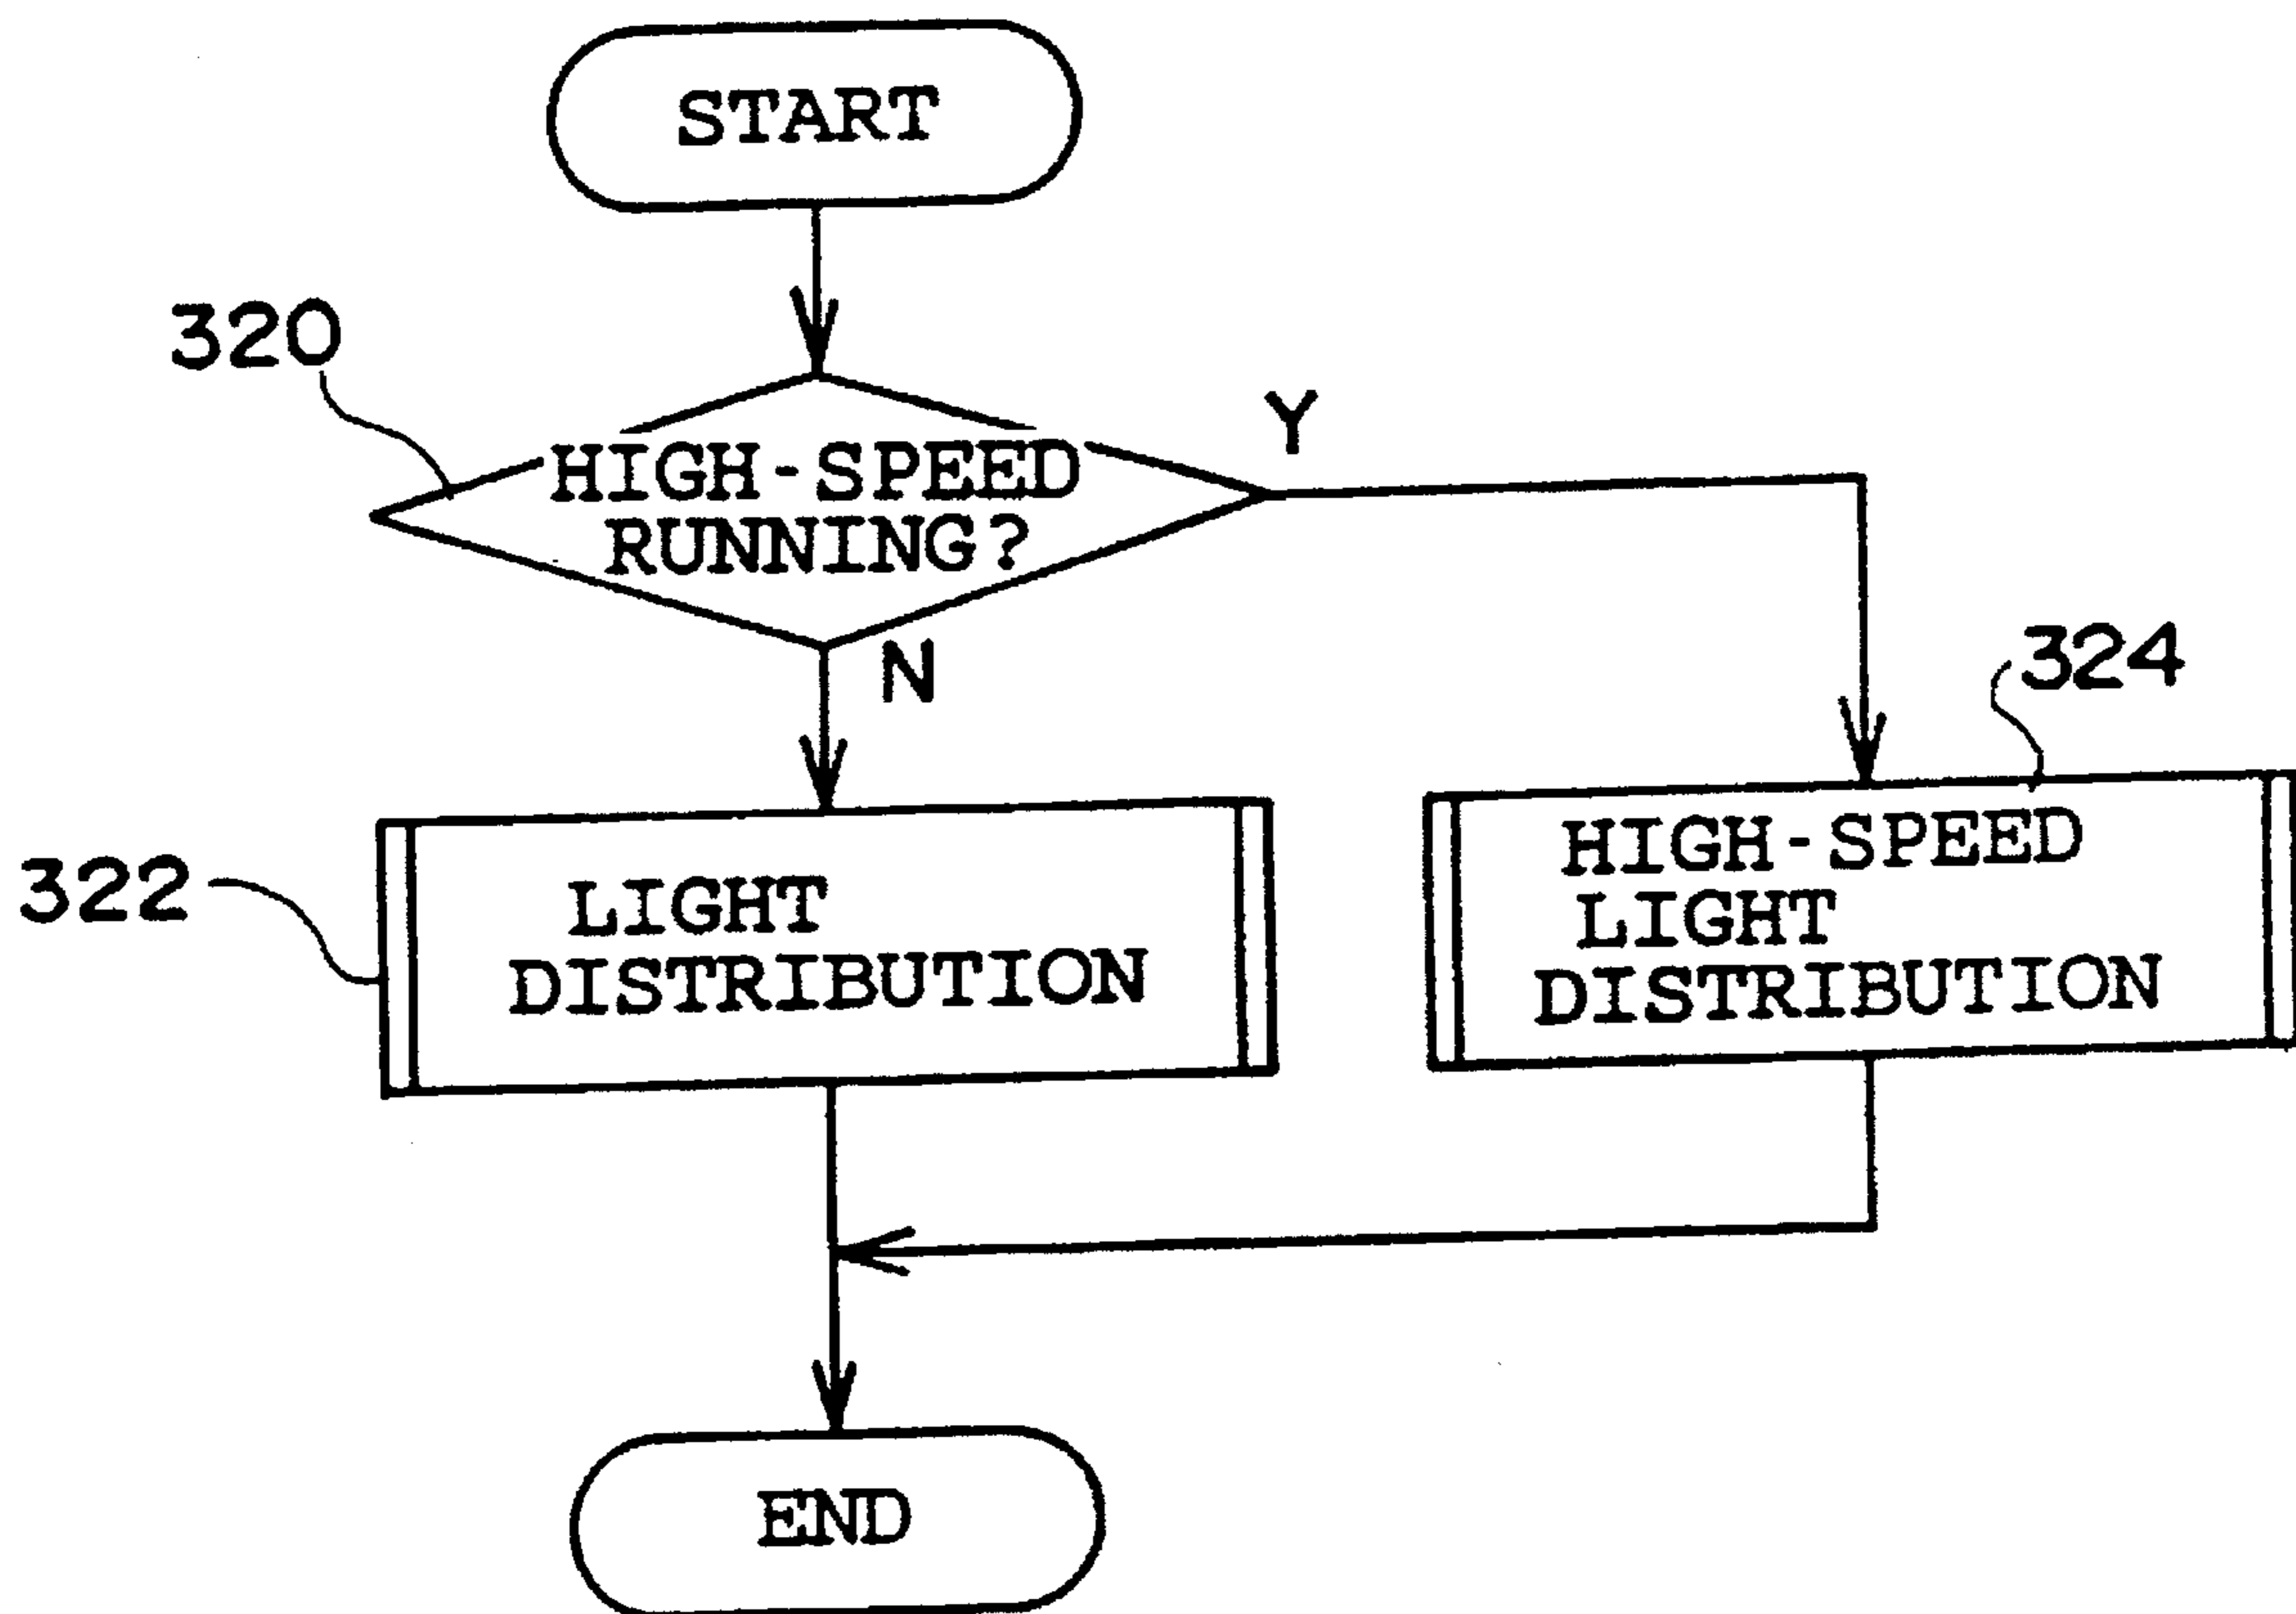 START
320
HIGH-SPEED
RUNNING?
Y
N
324
322
LIGHT
DISTRIBUTION
HIGH-SPEED
LIGHT
DISTRIBUTION
END